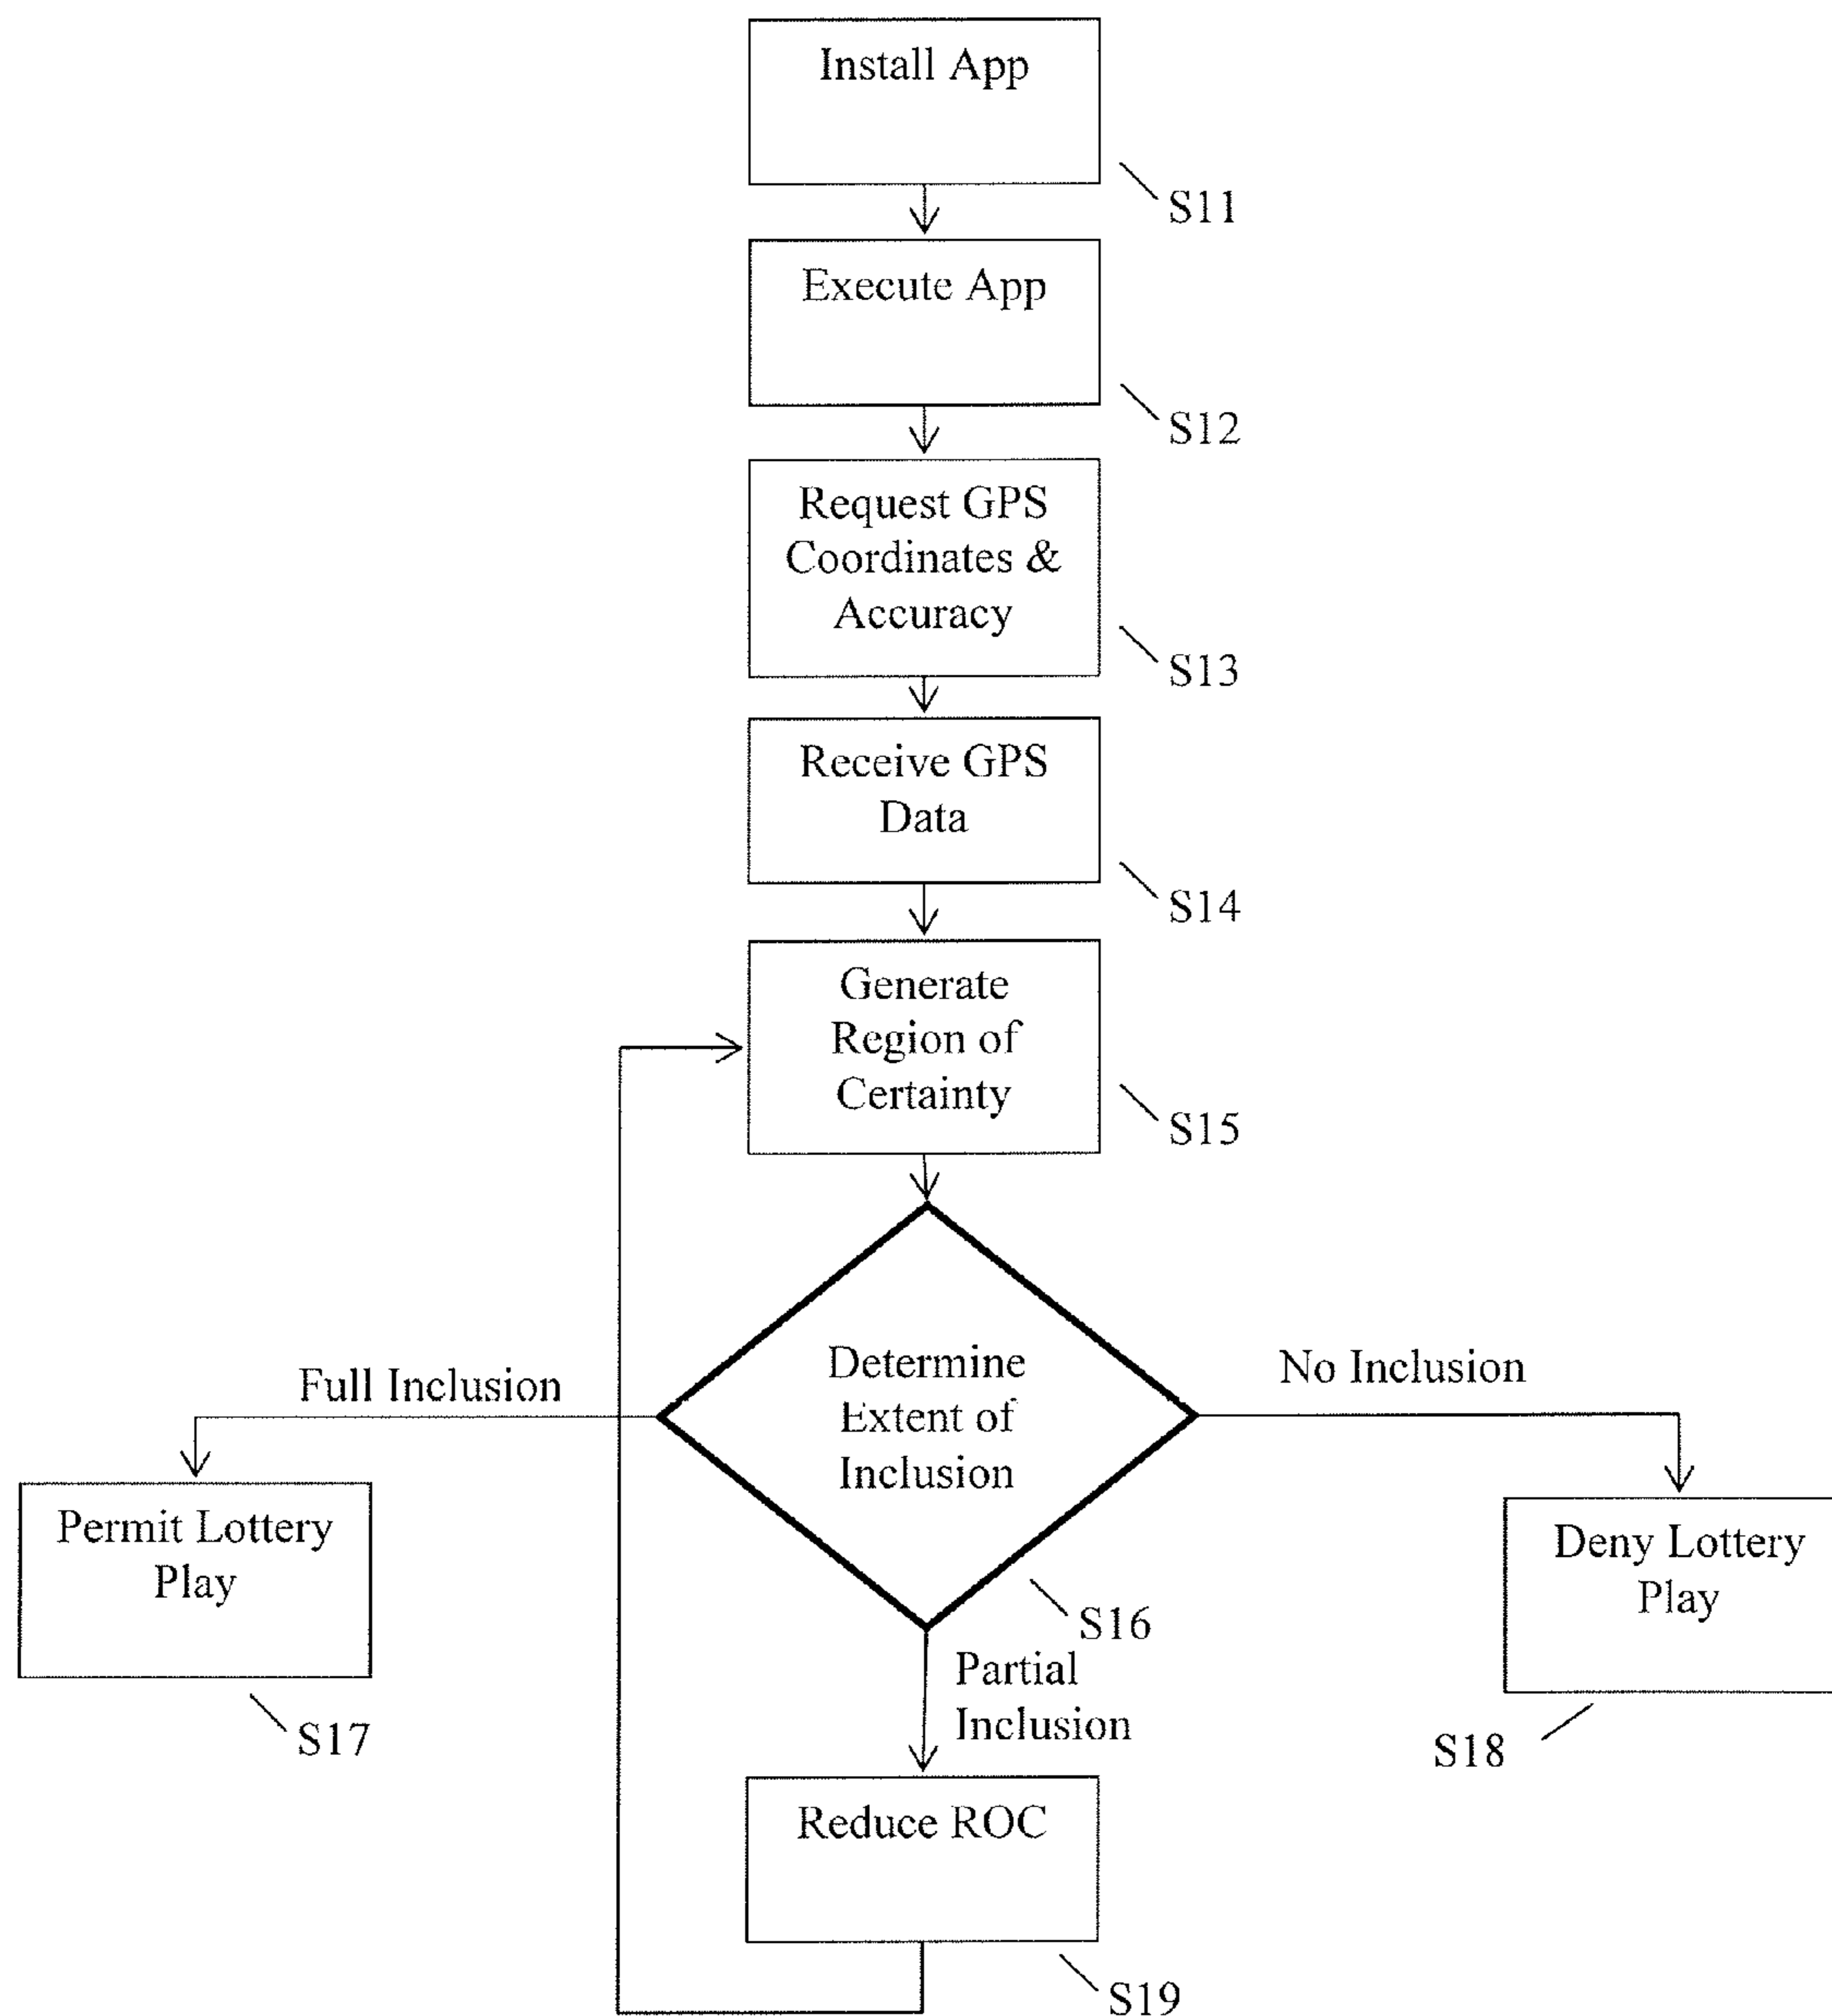 Install App
S11
Execute App
S12
Request GPS
Coordinates &
Accuracy
S13
Receive GPS
Data
S14
Generate
Region of
Certainty
S15
Determine
Extent of
Inclusion
S16
Full Inclusion
No Inclusion
Permit Lottery
Play
S17
Deny Lottery
Play
S18
Partial
Inclusion
Reduce ROC
S19